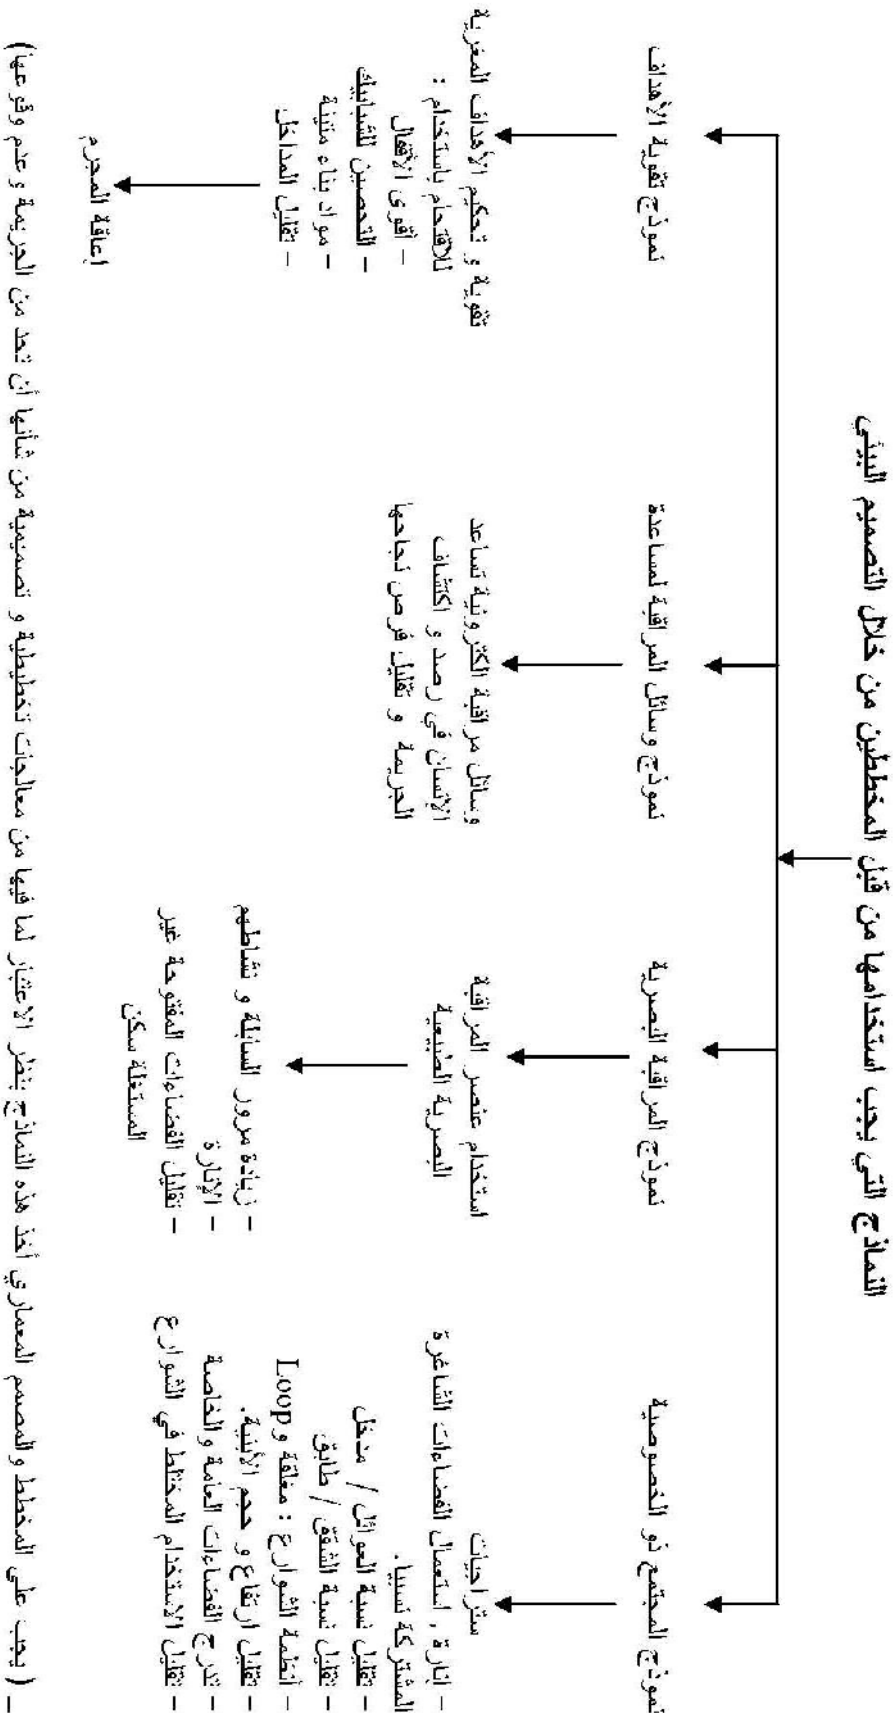 النماذج التي يجب استخدامها من قبل المخططين من خلال التصميم البيئي
نموذج المجتمع ذو الخصوصية
ستراجيات
- إنارة , استعمال الفضاءات الشاغرة
المشتركة نسبيا.
- تقليل نسبة العوائل / مدخل
- تقليل نسبة الشقق / طابق
- أنظمة الشوارع : مغلقة و Loop
- تقليل ارتفاع و حجم الأبنية.
- تدرج الفضاءات العامة والخاصة
- تقليل الاستخدام المختلط في الشوارع
نموذج المراقبة البصرية
استخدام عنصر المراقبة
البصرية الطبيعية
- زيادة مرور السابلة و نشاطهم
- الإنارة
- تقليل الفضاءات المفتوحة غير
المستغلة سكن
نموذج وسائل المراقبة لمساعدة
وسائل مراقبة الكترونية تساعد
الإنسان في رصد و اكتشاف
الجريمة و تقليل فرص نجاحها
نموذج تقوية الأهداف
تقوية و تحكيم الأهداف المغرية
للاقتحام باستخدام :
- أقوى الأقفال
- التحصين للشبابيك
- مواد بناء متينة
- تقليل المداخل
إعاقة المجرم
- ( يجب على المخطط والمصمم المعماري أخذ هذه النماذج بنظر الاعتبار لما فيها من معالجات تخطيطية و تصميمية من شأنها أن تحد من الجريمة و عدم وقوعها)